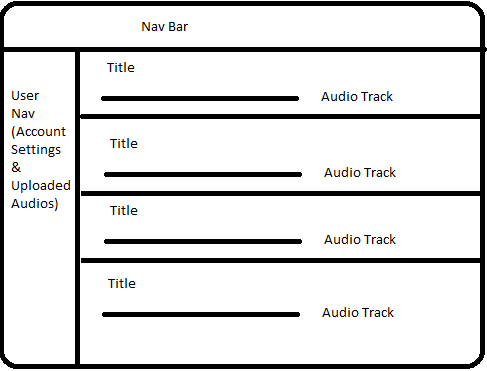 Nav Bar
User
Nav
(Account
Settings
&
Uploaded
Audios)
Title
Audio Track
Title
Audio Track
Title
Audio Track
Title
Audio Track